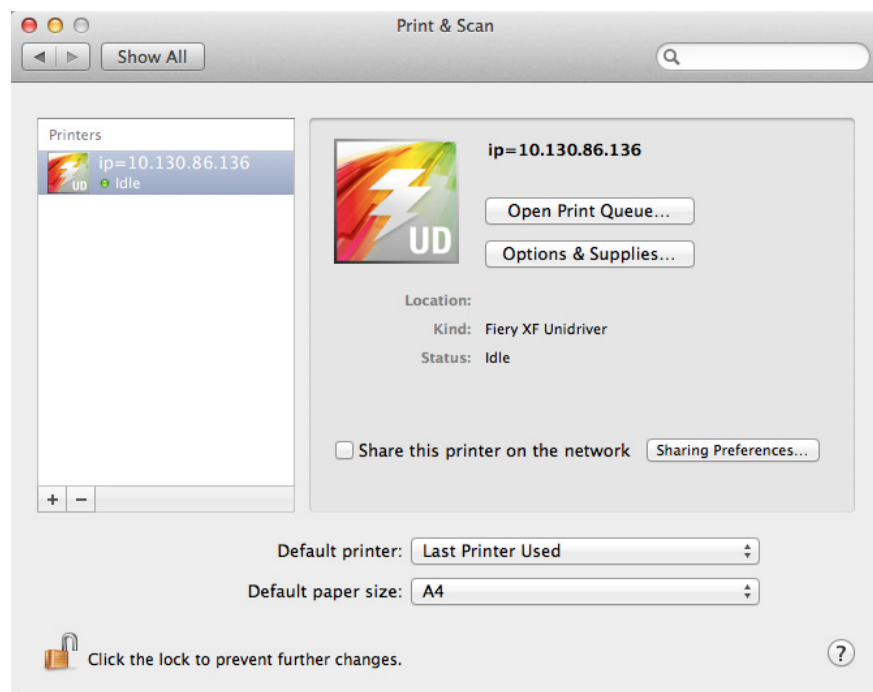 Print & Scan
Show All
Printers
ip=10.130.86.136
UD
Idle
ip=10.130.86.136
UD
Open Print Queue...
Options & Supplies...
Location:
Kind: Fiery XF Unidriver
Status: Idle
Share this printer on the network Sharing Preferences...
+ −
Default printer: Last Printer Used
Default paper size: A4
Click the lock to prevent further changes.
?